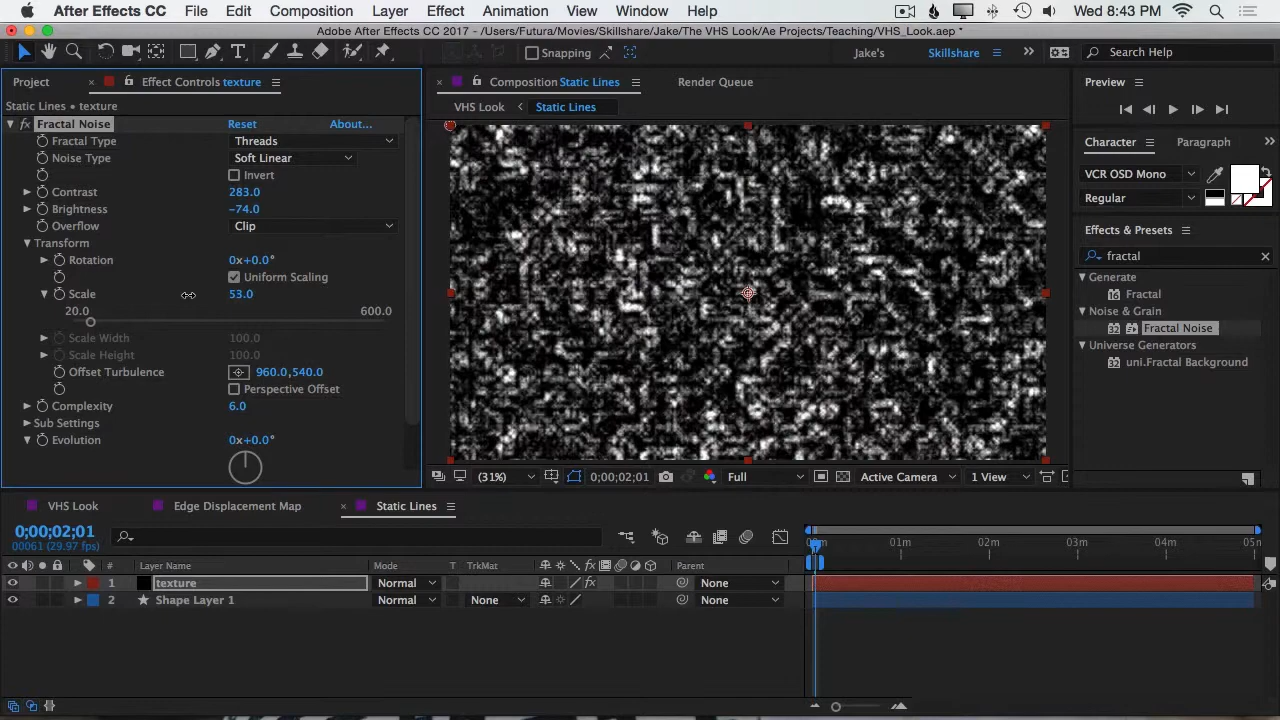 After Effects CC File Edit Composition Layer Effect Animation View Window Help Wed 8:43 PM
Adobe After Effects CC 2017 - /Users/Futura/Movies/Skillshare/Jake/The VHS Look/Ae Projects/Teaching/VHS_Look.aep *
Snapping Jake's Skillshare Search Help
Project Effect Controls texture Composition Static Lines Render Queue Preview
Static Lines • texture VHS Look Static Lines
fx Fractal Noise Reset About...
Fractal Type Threads
Noise Type Soft Linear
Invert
Contrast 283.0
Brightness -74.0
Overflow Clip
Transform
Rotation 0x+0.0°
Uniform Scaling
Scale 53.0
20.0 600.0
Scale Width 100.0
Scale Height 100.0
Offset Turbulence 960.0,540.0
Perspective Offset
Complexity 6.0
Sub Settings
Evolution 0x+0.0°
(31%) 0;00;02;01 Full Active Camera 1 View
Character Paragraph
VCR OSD Mono
Regular
Effects & Presets
fractal
Generate
16 Fractal
Noise & Grain
32 Fractal Noise
Universe Generators
32 uni.Fractal Background
VHS Look Edge Displacement Map Static Lines
0;00;02;01
00061 (29.97 fps)
01m 02m 03m 04m 05m
# Layer Name Mode T TrkMat Parent
1 texture Normal fx None
2 Shape Layer 1 Normal None None